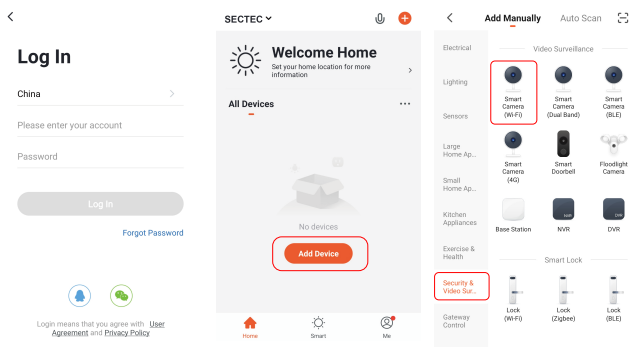 Log In
China
Please enter your account
Password
Log In
Forgot Password
Login means that you agree with User
Agreement and Privacy Policy
SECTEC
Welcome Home
Set your home location for more
information
All Devices
No devices
Add Device
Home
Smart
Me
Add Manually
Auto Scan
Electrical
Lighting
Sensors
Large
Home Ap...
Small
Home Ap...
Kitchen
Appliances
Exercise &
Health
Security &
Video Sur...
Gateway
Control
Video Surveillance
Smart
Camera
(Wi-Fi)
Smart
Camera
(Dual Band)
Smart
Camera
(BLE)
Smart
Camera
(4G)
Smart
Doorbell
Floodlight
Camera
NVR
DVR
Base Station
NVR
DVR
Smart Lock
Lock
(Wi-Fi)
Lock
(Zigbee)
Lock
(BLE)